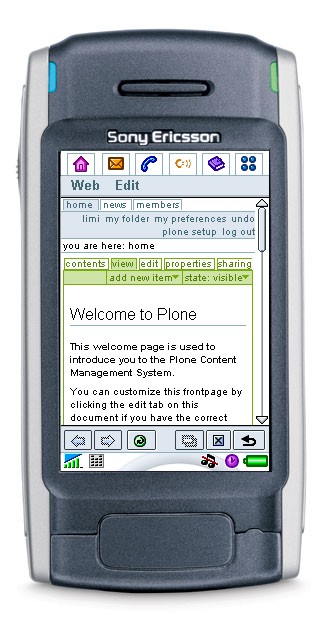 Sony Ericsson
Web Edit
home news members
limi my folder my preferences undo
plone setup log out
you are here: home
contents view edit properties sharing
add new item state: visible
Welcome to Plone
This welcome page is used to
introduce you to the Plone Content
Management System.
You can customize this frontpage by
clicking the edit tab on this
document if you have the correct